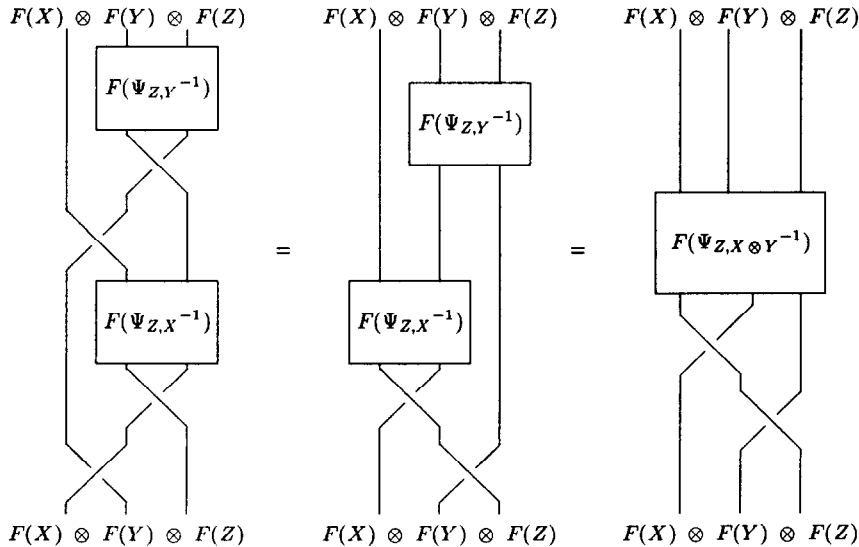 F(X) ⊗ F(Y) ⊗ F(Z) F(X) ⊗ F(Y) ⊗ F(Z) F(X) ⊗ F(Y) ⊗ F(Z)
F(Ψ_{Z,Y}^{-1})
F(Ψ_{Z,Y}^{-1})
= = F(Ψ_{Z,X⊗Y}^{-1})
F(Ψ_{Z,X}^{-1}) F(Ψ_{Z,X}^{-1})
F(X) ⊗ F(Y) ⊗ F(Z) F(X) ⊗ F(Y) ⊗ F(Z) F(X) ⊗ F(Y) ⊗ F(Z)